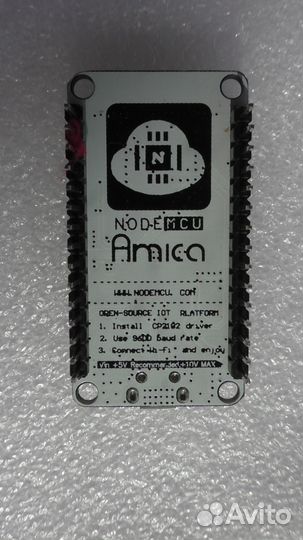 N
NODEMCU
Amica
WWW.NODEMCU.COM
OPEN-SOURCE IOT PLATFORM
1. Install CP2102 driver
2. Use 9600 baud rate
3. Connect Wi-fi and enjoy
Vin +5V Recommended(+10V MAX)
Avito